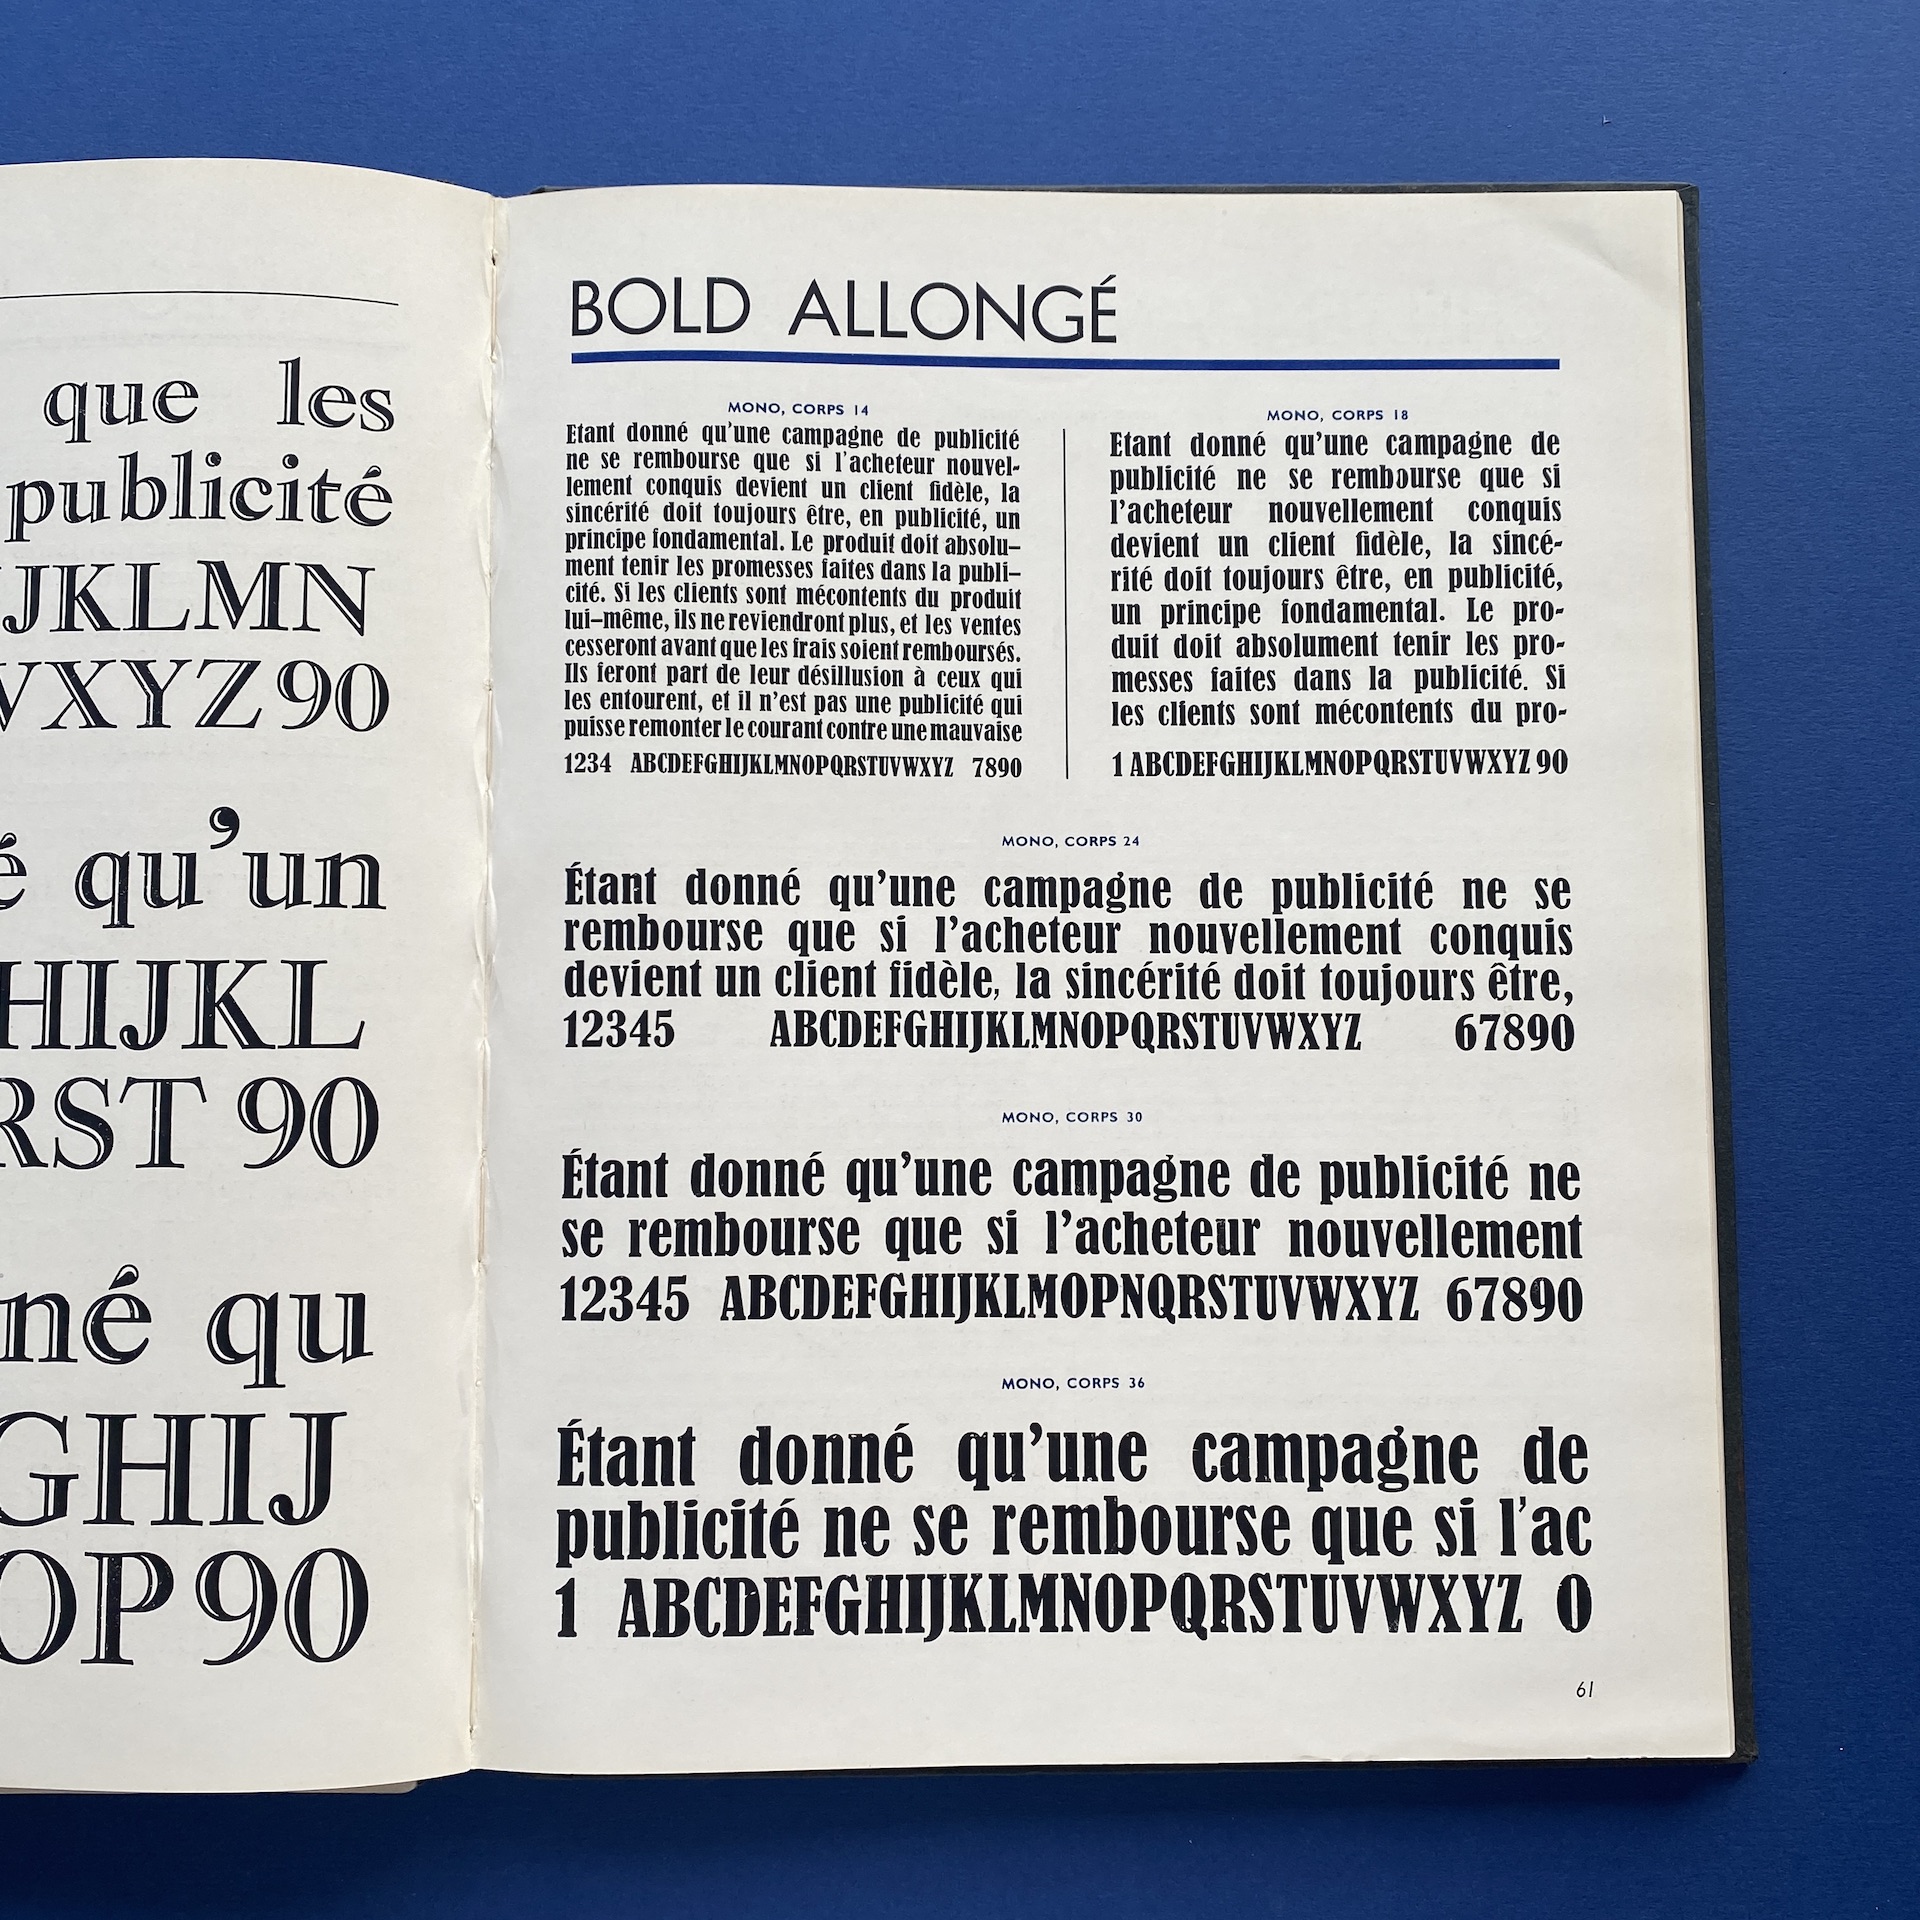 que les
publicité
JKLMN
VXYZ 90
é qu’un
HIJKL
RST 90
né qu
GHIJ
OP 90
BOLD ALLONGÉ
MONO, CORPS 14
Etant donné qu’une campagne de publicité
ne se rembourse que si l’acheteur nouvel-
lement conquis devient un client fidèle, la
sincérité doit toujours être, en publicité, un
principe fondamental. Le produit doit absolu–
ment tenir les promesses faites dans la publi–
cité. Si les clients sont mécontents du produit
lui–même, ils ne reviendront plus, et les ventes
cesseront avant que les frais soient remboursés.
Ils feront part de leur désillusion à ceux qui
les entourent, et il n’est pas une publicité qui
puisse remonter le courant contre une mauvaise
1234 ABCDEFGHIJKLMNOPQRSTUVWXYZ 7890
MONO, CORPS 18
Etant donné qu’une campagne de
publicité ne se rembourse que si
l’acheteur nouvellement conquis
devient un client fidèle, la sincé-
rité doit toujours être, en publicité,
un principe fondamental. Le pro-
duit doit absolument tenir les pro-
messes faites dans la publicité. Si
les clients sont mécontents du pro-
1 ABCDEFGHIJKLMNOPQRSTUVWXYZ 90
MONO, CORPS 24
Étant donné qu’une campagne de publicité ne se
rembourse que si l’acheteur nouvellement conquis
devient un client fidèle, la sincérité doit toujours être,
12345 ABCDEFGHIJKLMNOPQRSTUVWXYZ 67890
MONO, CORPS 30
Étant donné qu’une campagne de publicité ne
se rembourse que si l’acheteur nouvellement
12345 ABCDEFGHIJKLMOPNQRSTUVWXYZ 67890
MONO, CORPS 36
Étant donné qu’une campagne de
publicité ne se rembourse que si l’ac
1 ABCDEFGHIJKLMNOPQRSTUVWXYZ 0
61